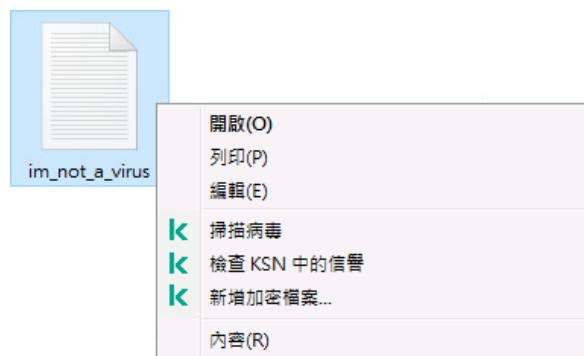 im_not_a_virus
開啟(O)
列印(P)
編輯(E)
掃描病毒
檢查 KSN 中的信譽
新增加密檔案...
內容(R)